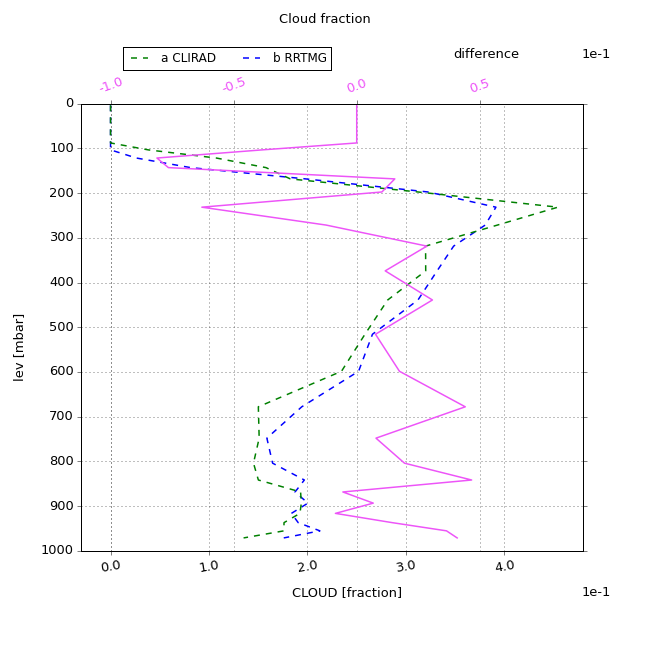 Cloud fraction
a CLIRAD b RRTMG
difference 1e-1
-1.0 -0.5 0.0 0.5
0
100
200
300
400
500
600
700
800
900
1000
lev [mbar]
0.0 1.0 2.0 3.0 4.0
CLOUD [fraction] 1e-1